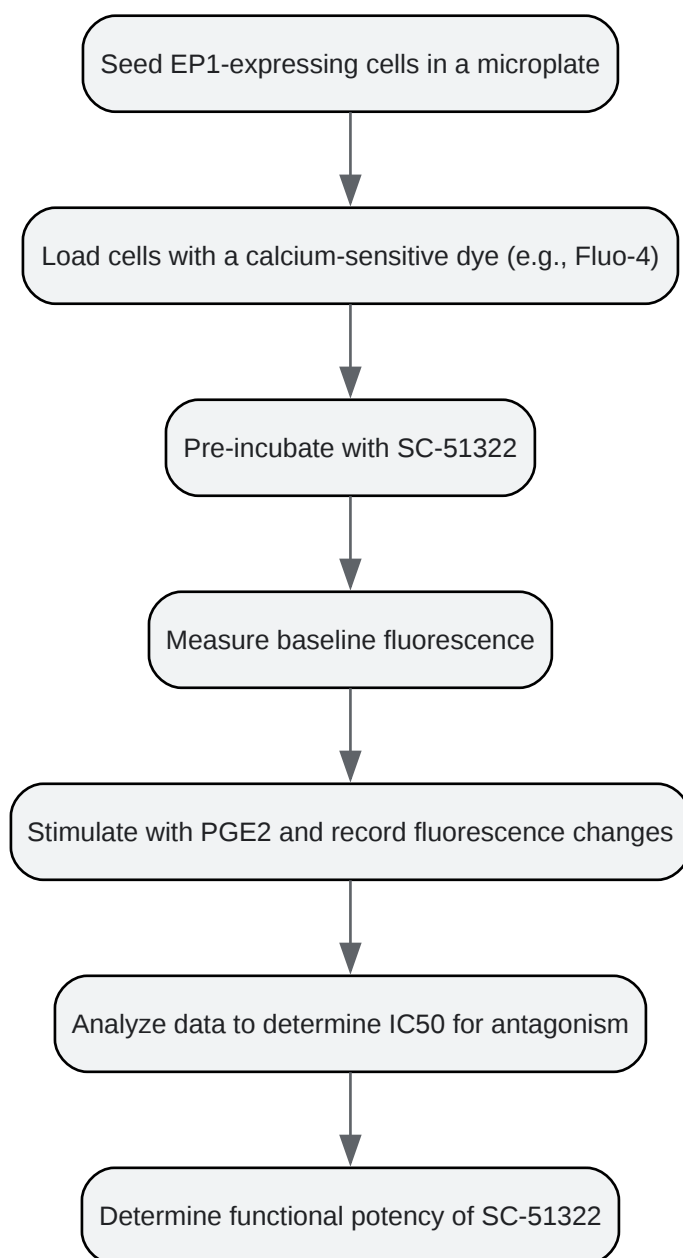 Seed EP1-expressing cells in a microplate
Load cells with a calcium-sensitive dye (e.g., Fluo-4)
Pre-incubate with SC-51322
Measure baseline fluorescence
Stimulate with PGE2 and record fluorescence changes
Analyze data to determine IC50 for antagonism
Determine functional potency of SC-51322